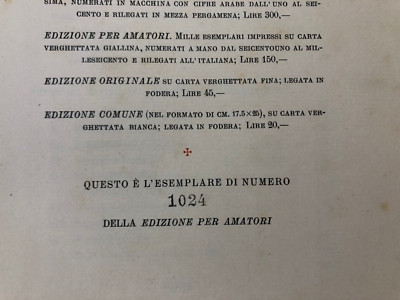 SIMA, NUMERATI IN MACCHINA CON CIFRE ARABE DALL'UNO AL SEI-
CENTO E RILEGATI IN MEZZA PERGAMENA; LIRE 300,—
EDIZIONE PER AMATORI. MILLE ESEMPLARI IMPRESSI SU CARTA
VERGHETTATA GIALLINA, NUMERATI A MANO DAL SEICENTOUNO AL MIL-
LESEICENTO E RILEGATI ALL'ITALIANA; LIRE 150,—
EDIZIONE ORIGINALE SU CARTA VERGHETTATA FINA; LEGATA IN
FODERA; LIRE 45,—
EDIZIONE COMUNE (NEL FORMATO DI CM. 17.5×25), SU CARTA VER-
GHETTATA BIANCA; LEGATA IN FODERA; LIRE 20,—
QUESTO È L'ESEMPLARE DI NUMERO
1024
DELLA EDIZIONE PER AMATORI